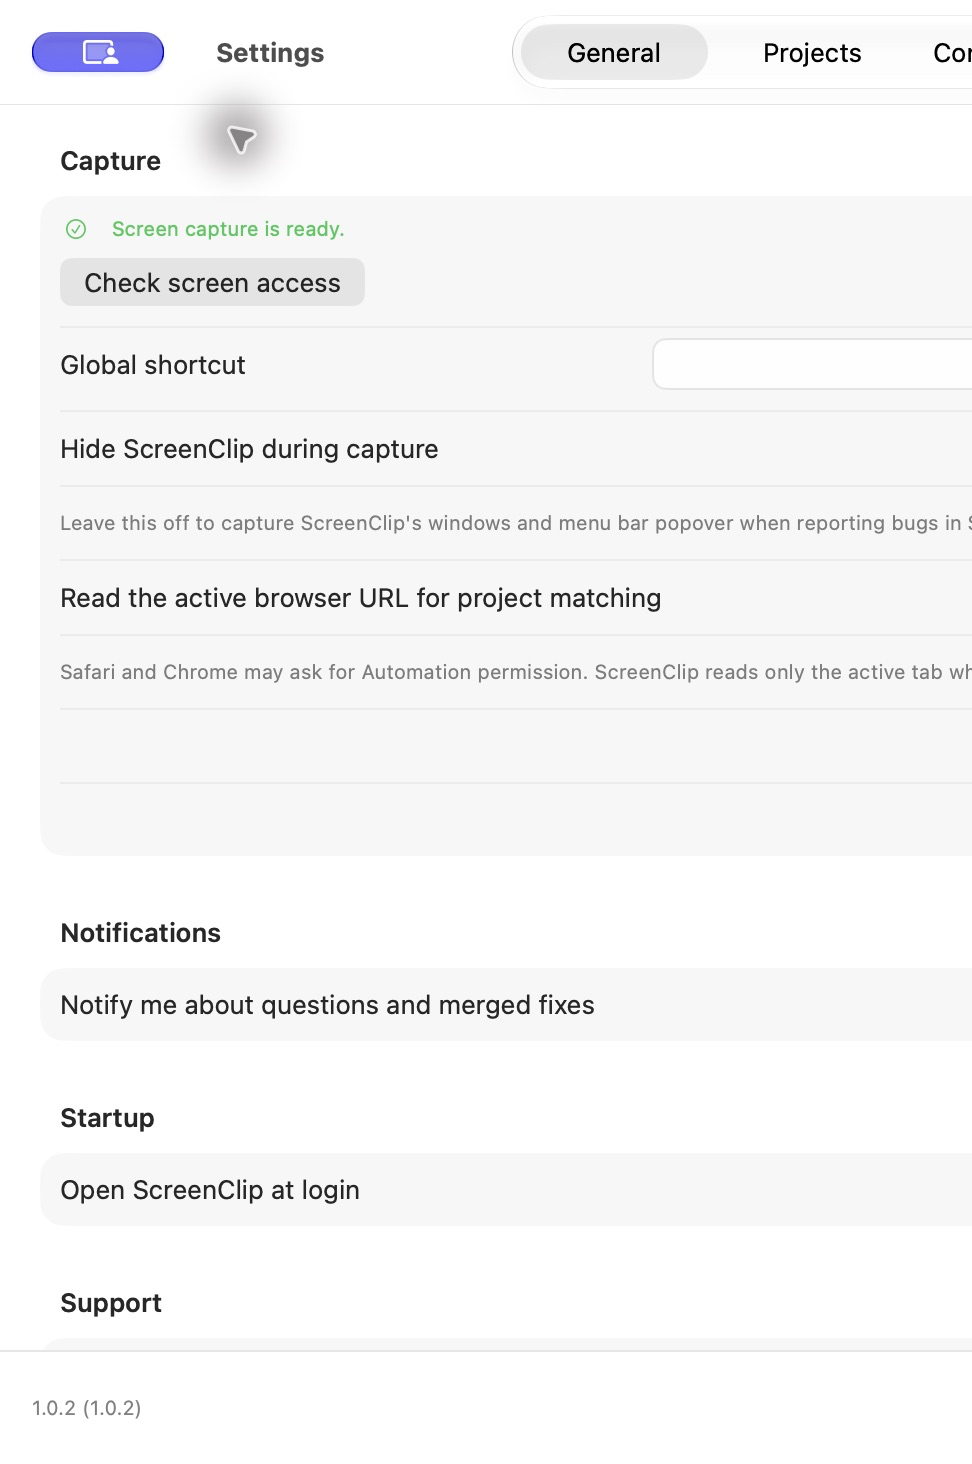 Settings
General
Projects
Capture
Screen capture is ready.
Check screen access
Global shortcut
Hide ScreenClip during capture
Leave this off to capture ScreenClip's windows and menu bar popover when reporting bugs in
Read the active browser URL for project matching
Safari and Chrome may ask for Automation permission. ScreenClip reads only the active tab
Notifications
Notify me about questions and merged fixes
Startup
Open ScreenClip at login
Support
1.0.2 (1.0.2)